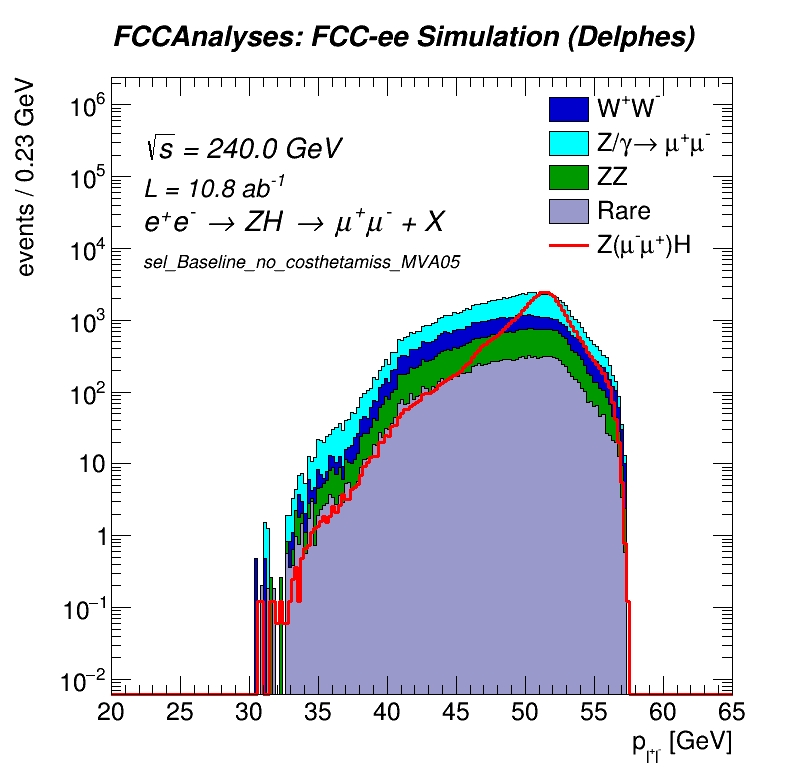 FCCAnalyses: FCC-ee Simulation (Delphes)
events / 0.23 GeV
√s = 240.0 GeV
L = 10.8 ab⁻¹
e⁺e⁻ → ZH → μ⁺μ⁻ + X
sel_Baseline_no_costhetamiss_MVA05
W⁺W⁻
Z/γ→ μ⁺μ⁻
ZZ
Rare
Z(μ⁻μ⁺)H
10⁶
10⁵
10⁴
10³
10²
10
1
10⁻¹
10⁻²
20 25 30 35 40 45 50 55 60 65
p_l⁺l⁻ [GeV]